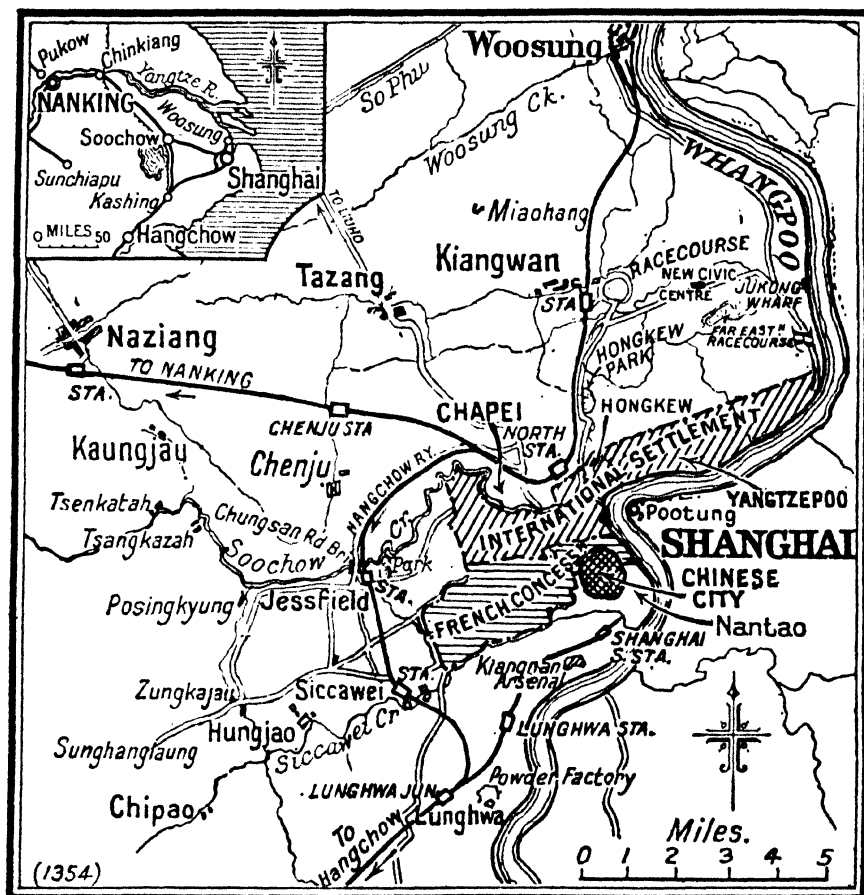 Pukow
Chinkiang
Yangtze R.
NANKING
Woosung
Soochow
Sunchiapu
Shanghai
Kashing
MILES 50
Hangchow
Woosung
So Phu
Woosung Ck.
WHANGPOO
TO LIUHO
Miaohang
Kiangwan
RACECOURSE
NEW CIVIC
CENTRE
JUKONG
WHARF
Tazang
STA
FAR EASTN
RACECOURSE
Naziang
HONGKEW
PARK
TO NANKING
STA.
CHAPEI
HONGKEW
CHENJU STA
NORTH
STA.
Kaungjau
Chenju
HANGCHOW RY.
INTERNATIONAL SETTLEMENT
YANGTZEPOO
Tsenkatah
Chungsan Rd Br.
Cr.
Pootung
Tsangkazah
Soochow
SHANGHAI
Park
STA.
CHINESE
CITY
Posingkyung
Jessfield
FRENCH CONCESN
Nantao
SHANGHAI
S. STA.
Kiangnan
Arsenal
STA.
Zungkajau
Siccawei
Hungjao
Siccawei Cr
LUNGHWA STA.
Sunghangjaung
Powder Factory
LUNGHWA JUN.
Lunghwa
Chipao
To
Hangchow
Miles.
0 1 2 3 4 5
(1354)